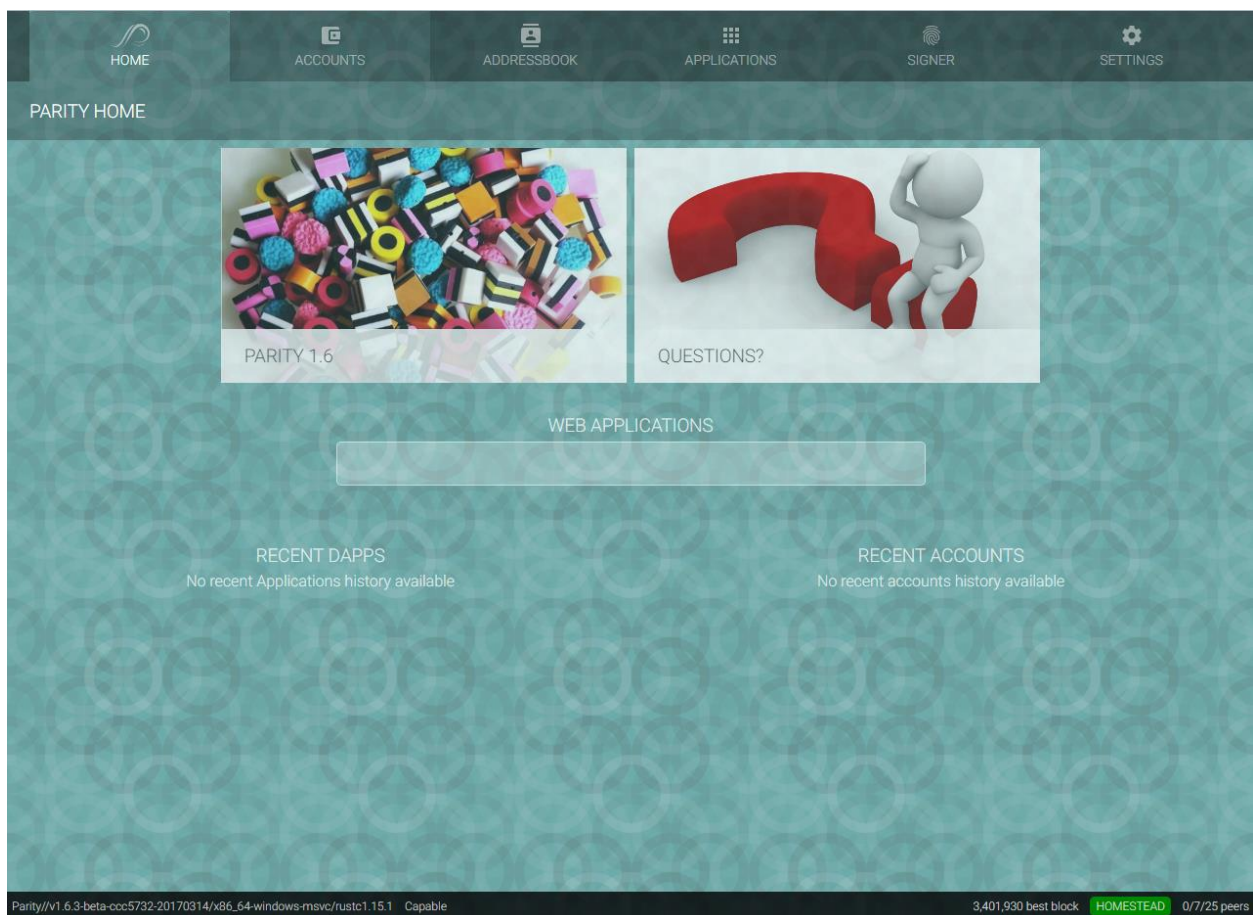 HOME
ACCOUNTS
ADDRESSBOOK
APPLICATIONS
SIGNER
SETTINGS
PARITY HOME
PARITY 1.6
QUESTIONS?
WEB APPLICATIONS
RECENT DAPPS
No recent Applications history available
RECENT ACCOUNTS
No recent accounts history available
Parity//v1.6.3-beta-ccc5732-20170314/x86_64-windows-msvc/rustc1.15.1 Capable
3,401,930 best block HOMESTEAD 0/7/25 peers